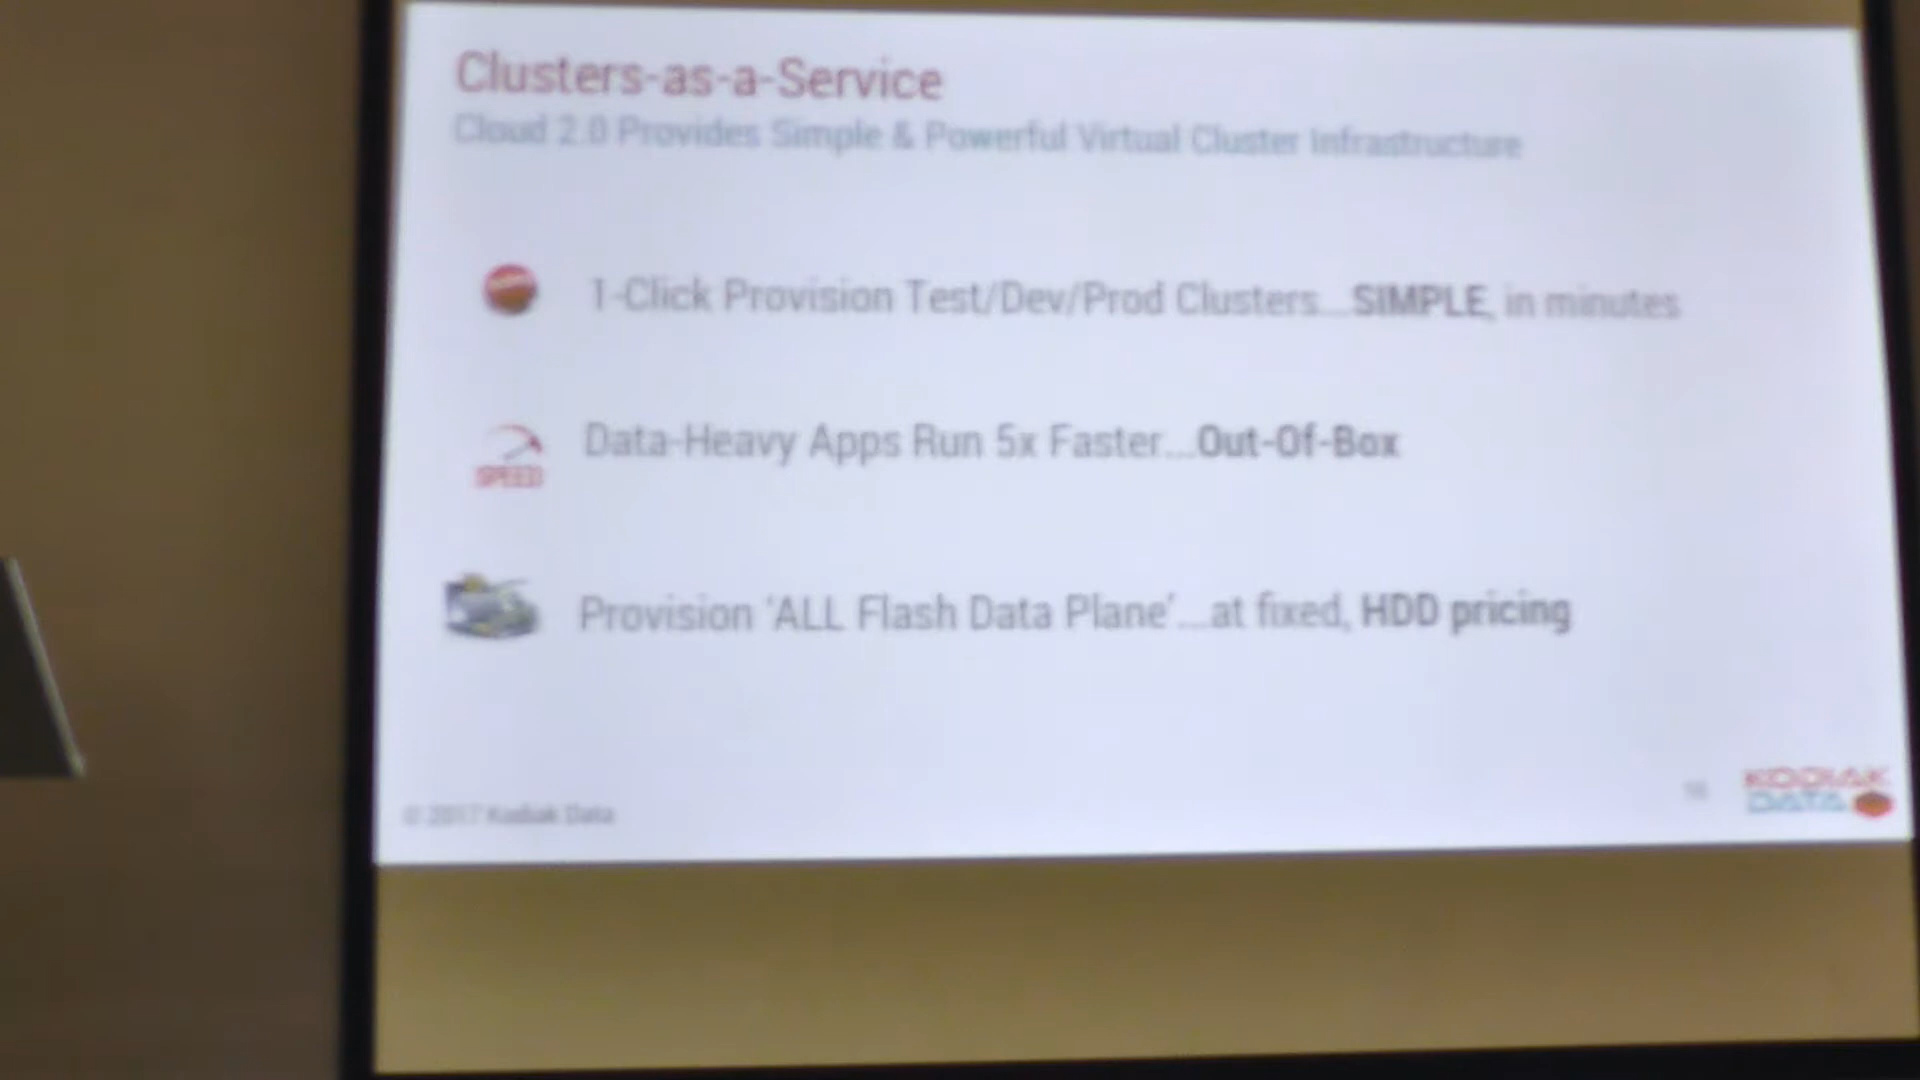 Clusters-as-a-Service
Cloud 2.0 Provides Simple & Powerful Virtual Cluster Infrastructure
1-Click Provision Test/Dev/Prod Clusters...SIMPLE, in minutes
SPEED
Data-Heavy Apps Run 5x Faster...Out-Of-Box
Provision 'ALL Flash Data Plane'...at fixed, HDD pricing
© 2017 Kodiak Data
KODIAK
DATA